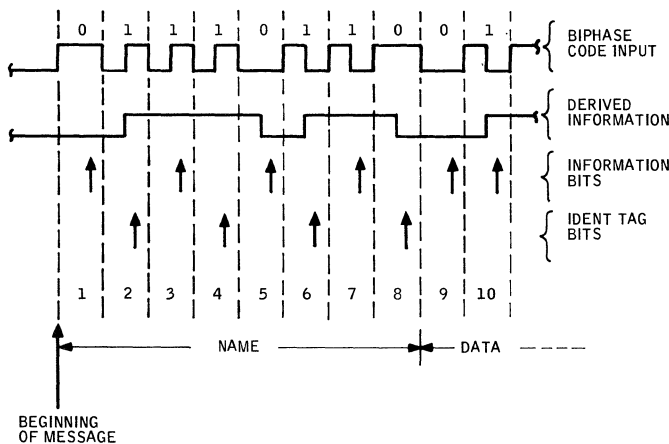 0 1 1 1 0 1 1 0 0 1
BIPHASE
CODE INPUT
DERIVED
INFORMATION
INFORMATION
BITS
IDENT TAG
BITS
1 2 3 4 5 6 7 8 9 10
NAME
DATA
BEGINNING
OF MESSAGE